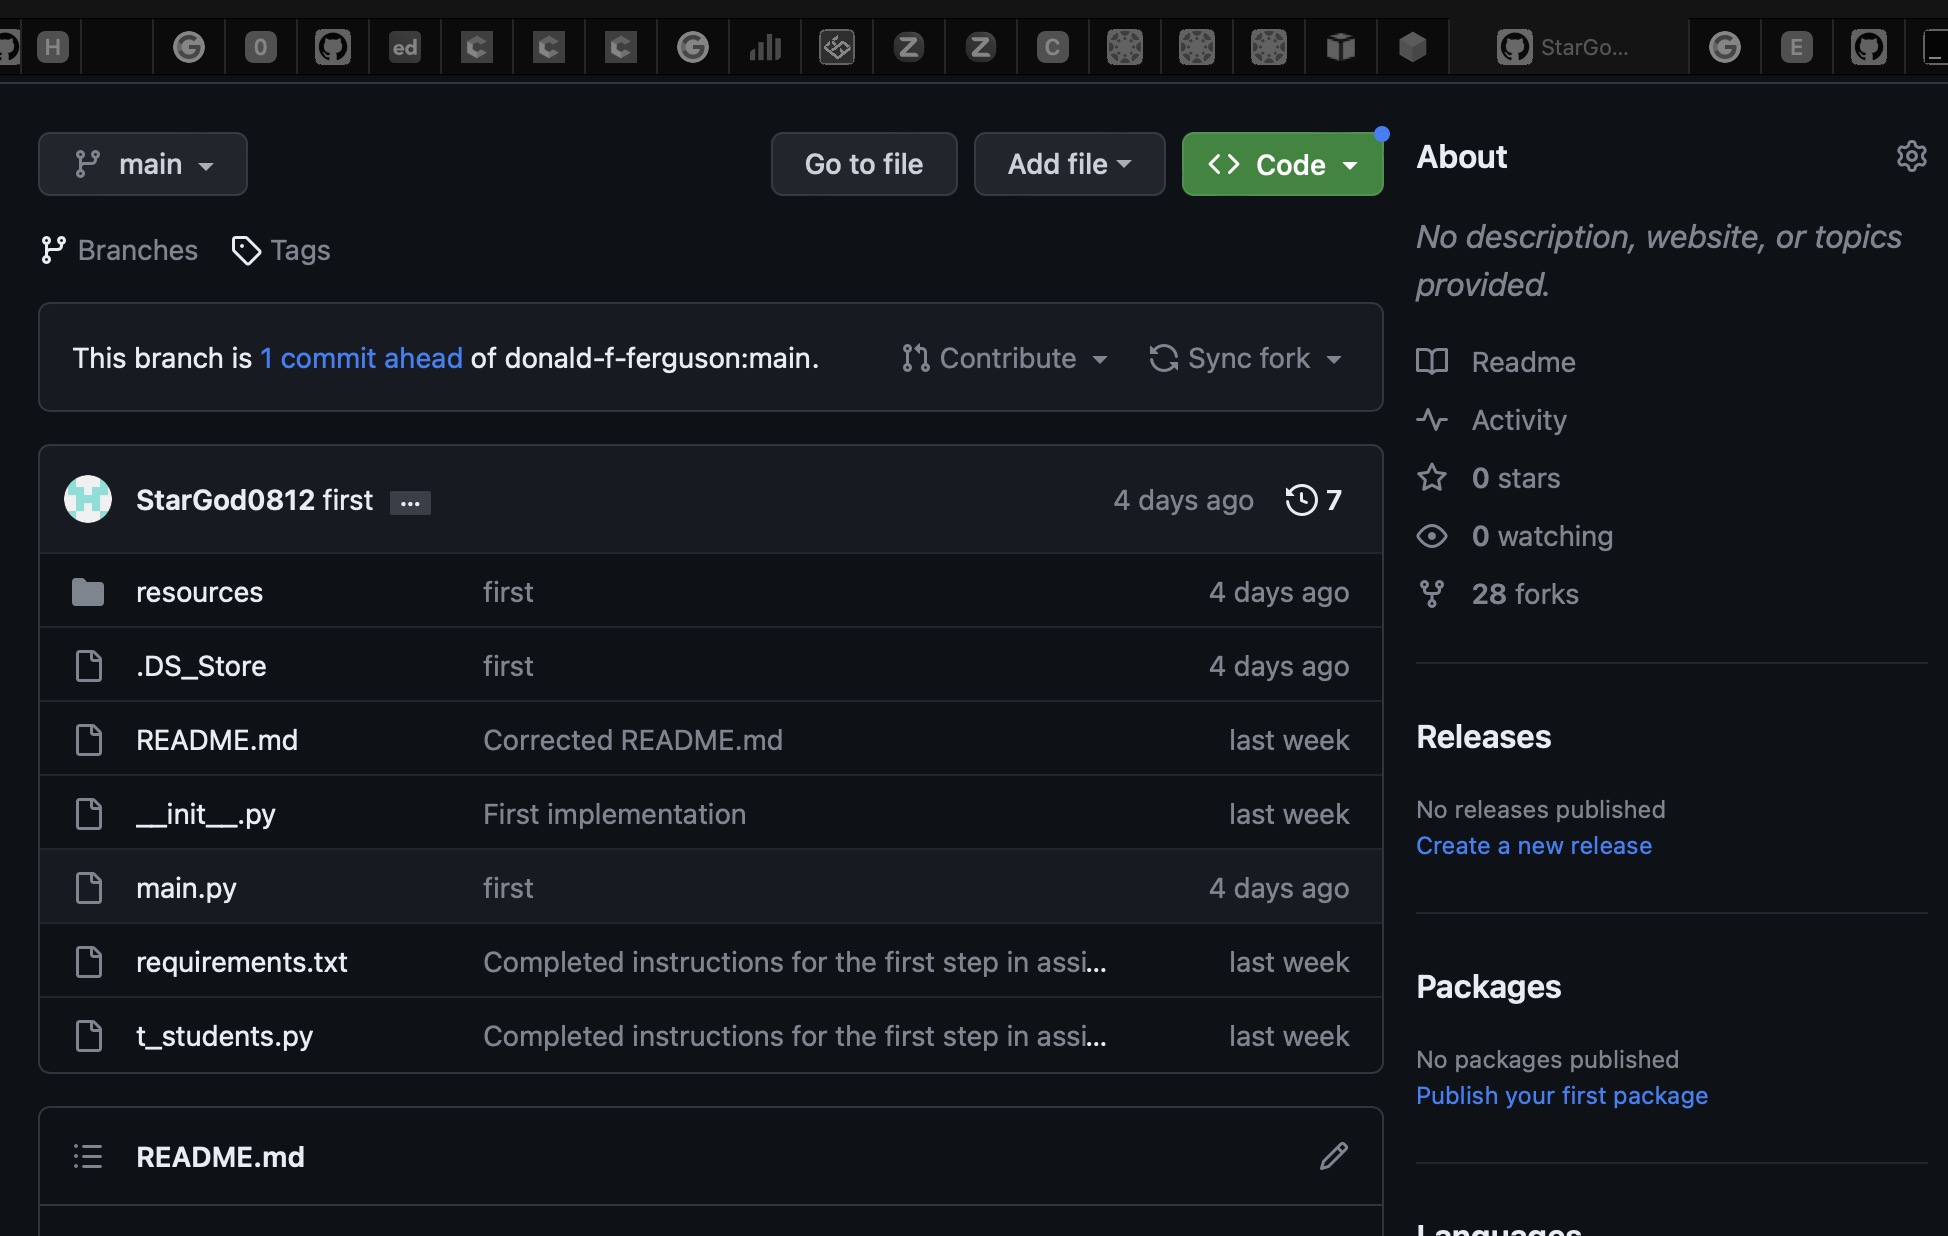 H
G
0
ed
C
C
C
G
Z
Z
C
StarGo...
G
E
main
Go to file
Add file
Code
Branches
Tags
This branch is 1 commit ahead of donald-f-ferguson:main.
Contribute
Sync fork
StarGod0812 first ...
4 days ago
7
resources first 4 days ago
.DS_Store first 4 days ago
README.md Corrected README.md last week
__init__.py First implementation last week
main.py first 4 days ago
requirements.txt Completed instructions for the first step in assi... last week
t_students.py Completed instructions for the first step in assi... last week
README.md
About
No description, website, or topics
provided.
Readme
Activity
0 stars
0 watching
28 forks
Releases
No releases published
Create a new release
Packages
No packages published
Publish your first package
Languages